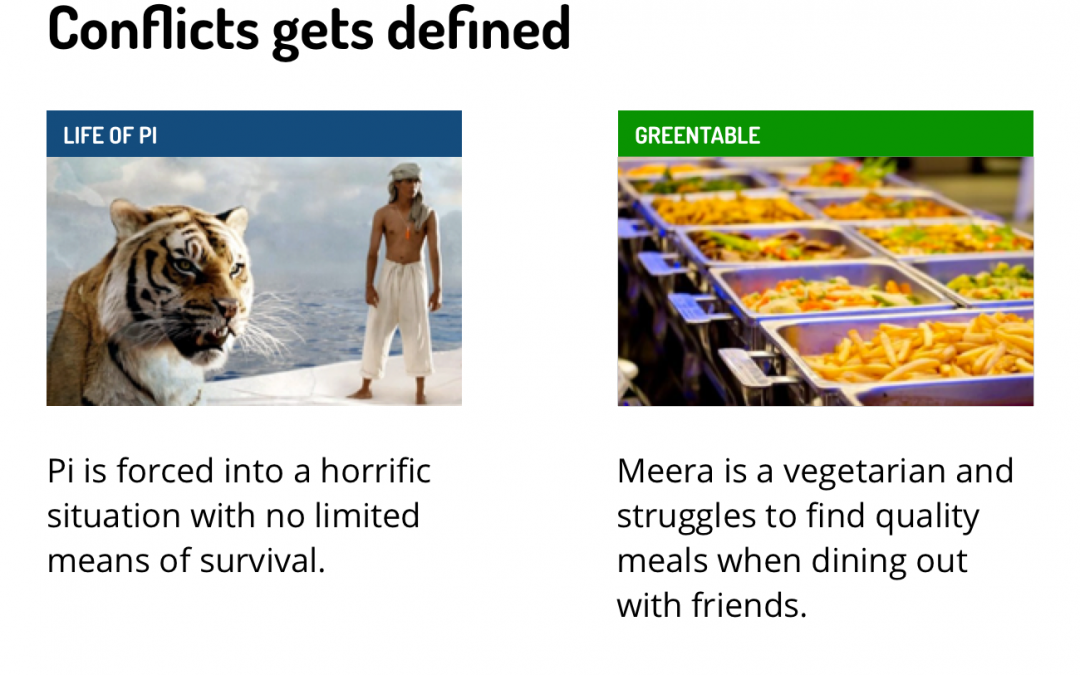 Conflicts gets defined
LIFE OF PI
Pi is forced into a horrific
situation with no limited
means of survival.
GREENTABLE
Meera is a vegetarian and
struggles to find quality
meals when dining out
with friends.